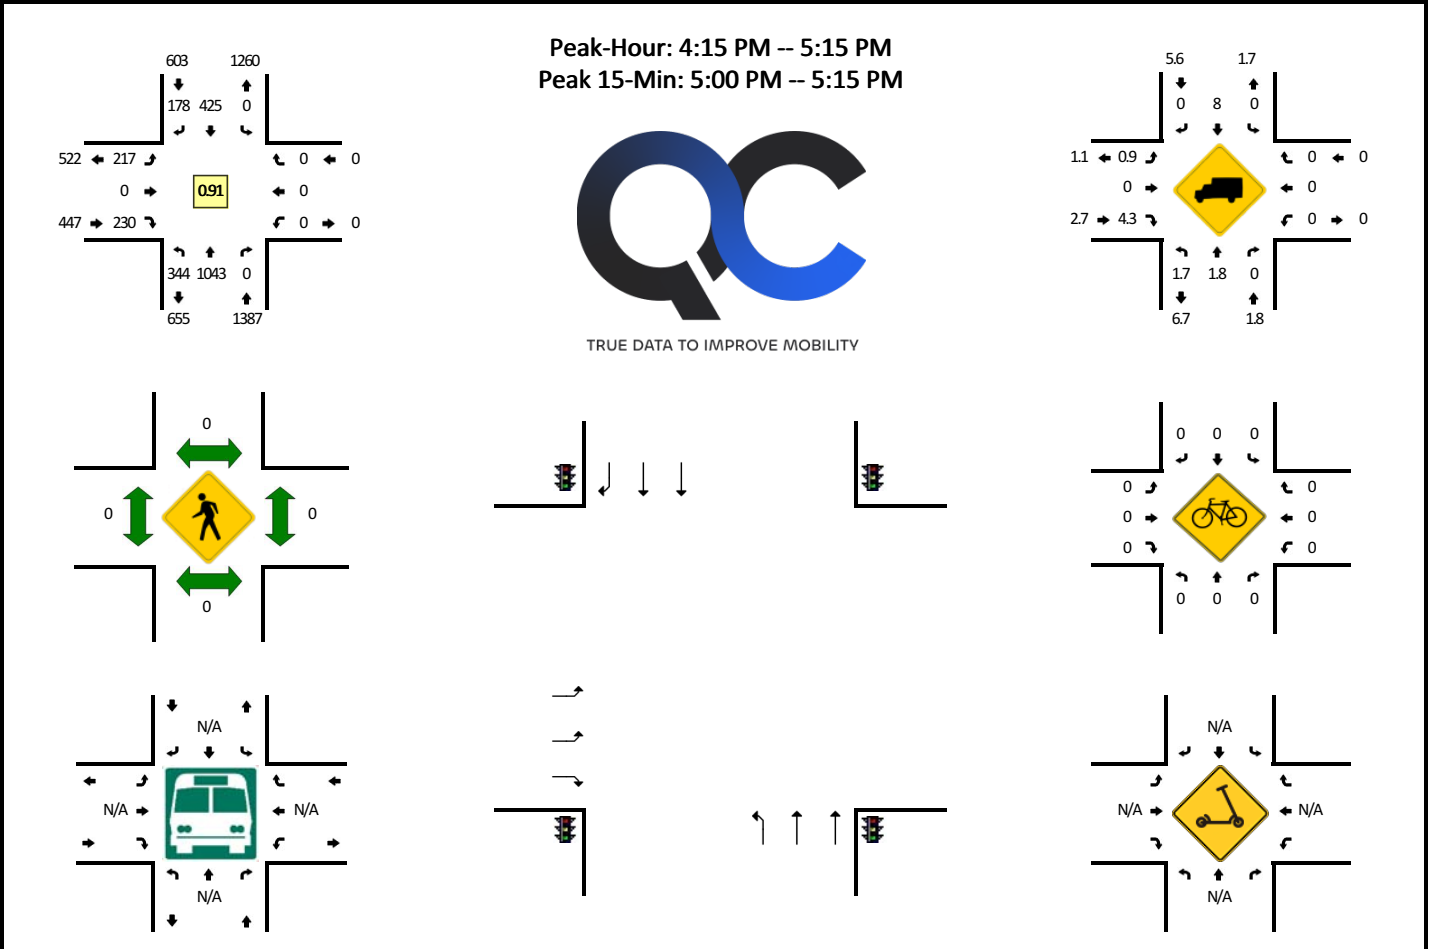 Peak-Hour: 4:15 PM -- 5:15 PM
Peak 15-Min: 5:00 PM -- 5:15 PM
603 1260
178 425 0
522 217 0 0
0 0.91 0
447 230 0 0
344 1043 0
655 1387
TRUE DATA TO IMPROVE MOBILITY
5.6 1.7
0 8 0
1.1 0.9 0 0
0 0
2.7 4.3 0 0
1.7 1.8 0
6.7 1.8
0
0 0
0
0 0 0
0 0
0 0
0 0
0 0 0
N/A
N/A N/A
N/A
N/A
N/A N/A
N/A